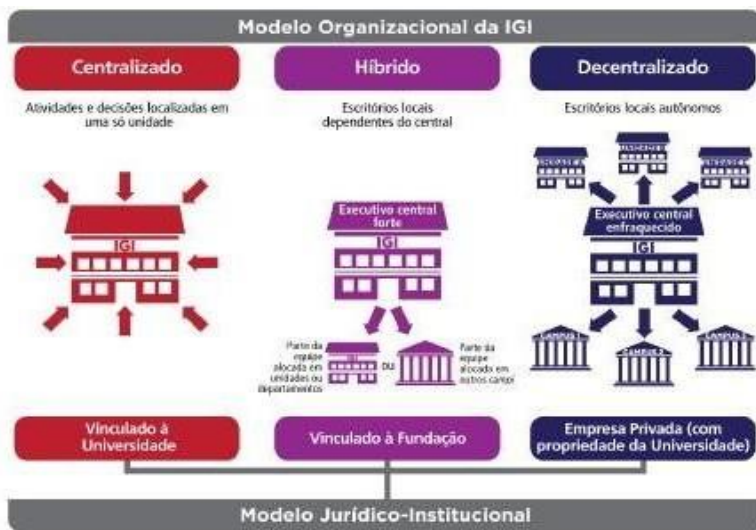 Modelo Organizacional da IGI
Centralizado
Atividades e decisões localizadas em
uma só unidade
IGI
Vinculado à
Universidade
Híbrido
Escritórios locais
dependentes do central
Executivo central
forte
IGI
Parte da
equipe
alocada em
unidades ou
departamentos
OU
Parte da
equipe
alocada em
outros campi
Vinculado à Fundação
Decentralizado
Escritórios locais autônomos
Executivo central
enfraquecido
IGI
CAMPUS 1
CAMPUS 2
Empresa Privada (com
propriedade da Universidade)
Modelo Jurídico-Institucional